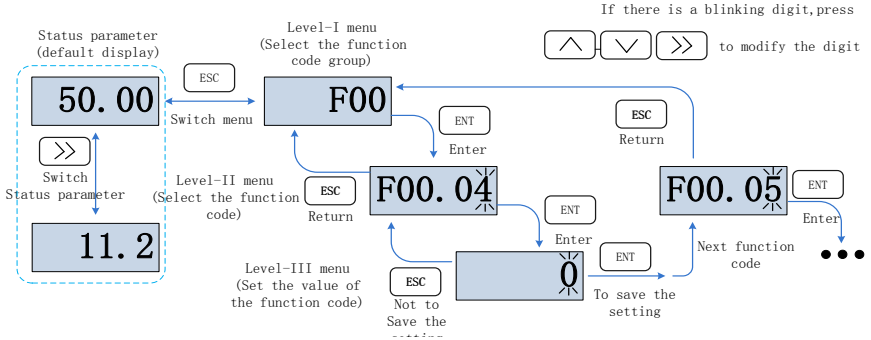 If there is a blinking digit,press
to modify the digit
Status parameter
(default display)
Level-I menu
(Select the function
code group)
50.00
ESC
Switch menu
F00
ENT
Enter
ESC
Return
Switch
Status parameter
11.2
Level-II menu
(Select the function
code)
ESC
Return
F00.04
ENT
Enter
F00.05
ENT
Enter
Level-III menu
(Set the value of
the function code)
ESC
Not to
Save the
setting
0
ENT
To save the
setting
Next function
code